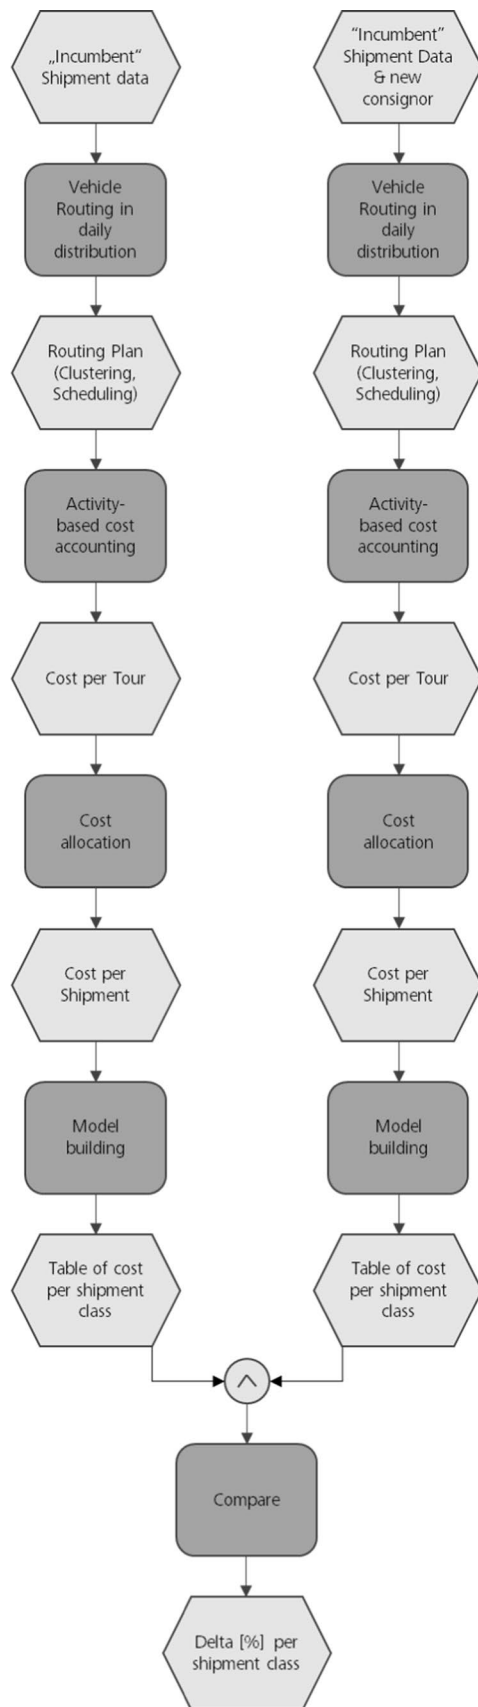 „Incumbent“
Shipment data
Vehicle
Routing in
daily
distribution
Routing Plan
(Clustering,
Scheduling)
Activity-
based cost
accounting
Cost per Tour
Cost
allocation
Cost per
Shipment
Model
building
Table of cost
per shipment
class
“Incumbent”
Shipment Data
& new
consignor
Vehicle
Routing in
daily
distribution
Routing Plan
(Clustering,
Scheduling)
Activity-
based cost
accounting
Cost per Tour
Cost
allocation
Cost per
Shipment
Model
building
Table of cost
per shipment
class
Compare
Delta [%] per
shipment class